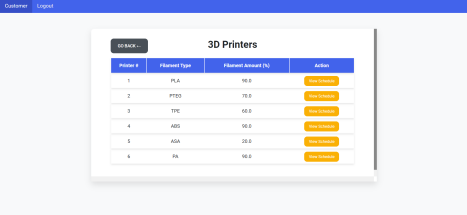 Customer Logout
GO BACK ←
3D Printers
Printer # Filament Type Filament Amount (%) Action
1 PLA 90.0 View Schedule
2 PTEG 70.0 View Schedule
3 TPE 60.0 View Schedule
4 ABS 90.0 View Schedule
5 ASA 20.0 View Schedule
6 PA 90.0 View Schedule